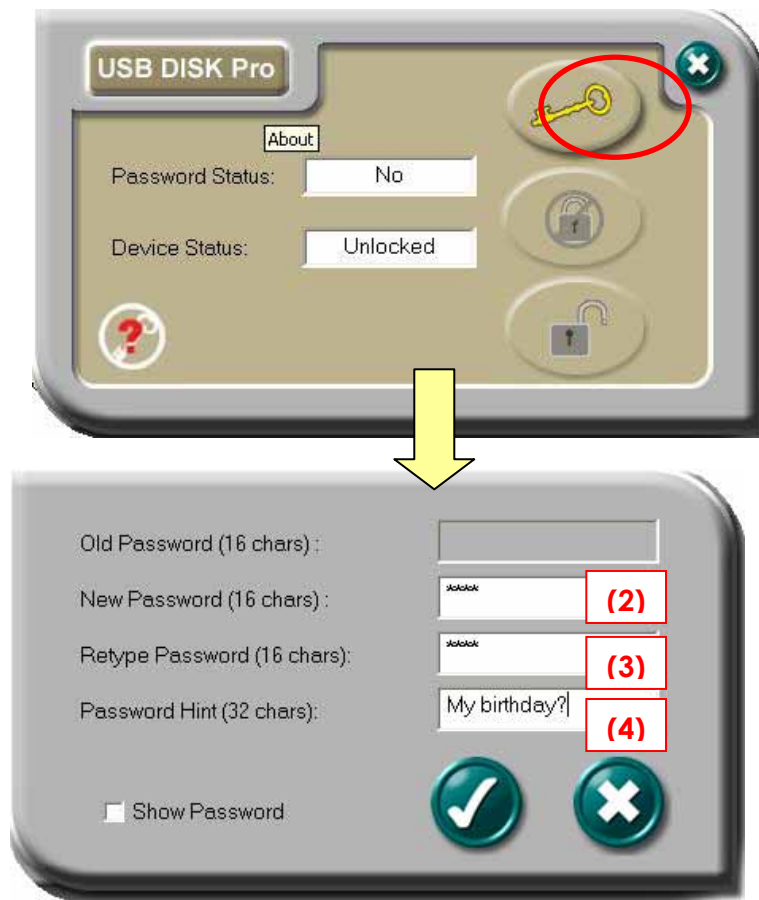 USB DISK Pro
About
Password Status: No
Device Status: Unlocked
?
Old Password (16 chars) :
New Password (16 chars) : **** (2)
Retype Password (16 chars): **** (3)
Password Hint (32 chars): My birthday? (4)
Show Password